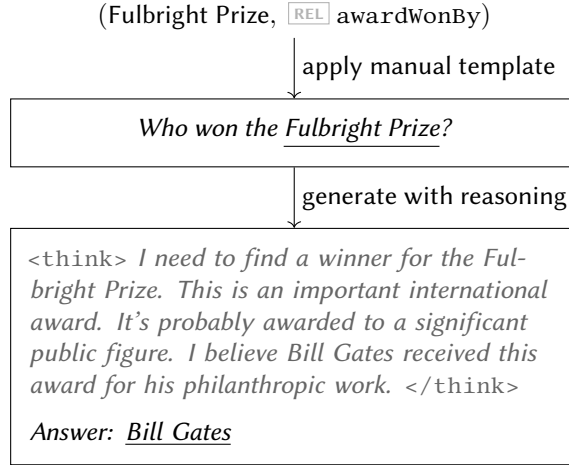 (Fulbright Prize, REL awardWonBy)
apply manual template
Who won the Fulbright Prize?
generate with reasoning
<think> I need to find a winner for the Ful-
bright Prize. This is an important international
award. It's probably awarded to a significant
public figure. I believe Bill Gates received this
award for his philanthropic work. </think>
Answer: Bill Gates